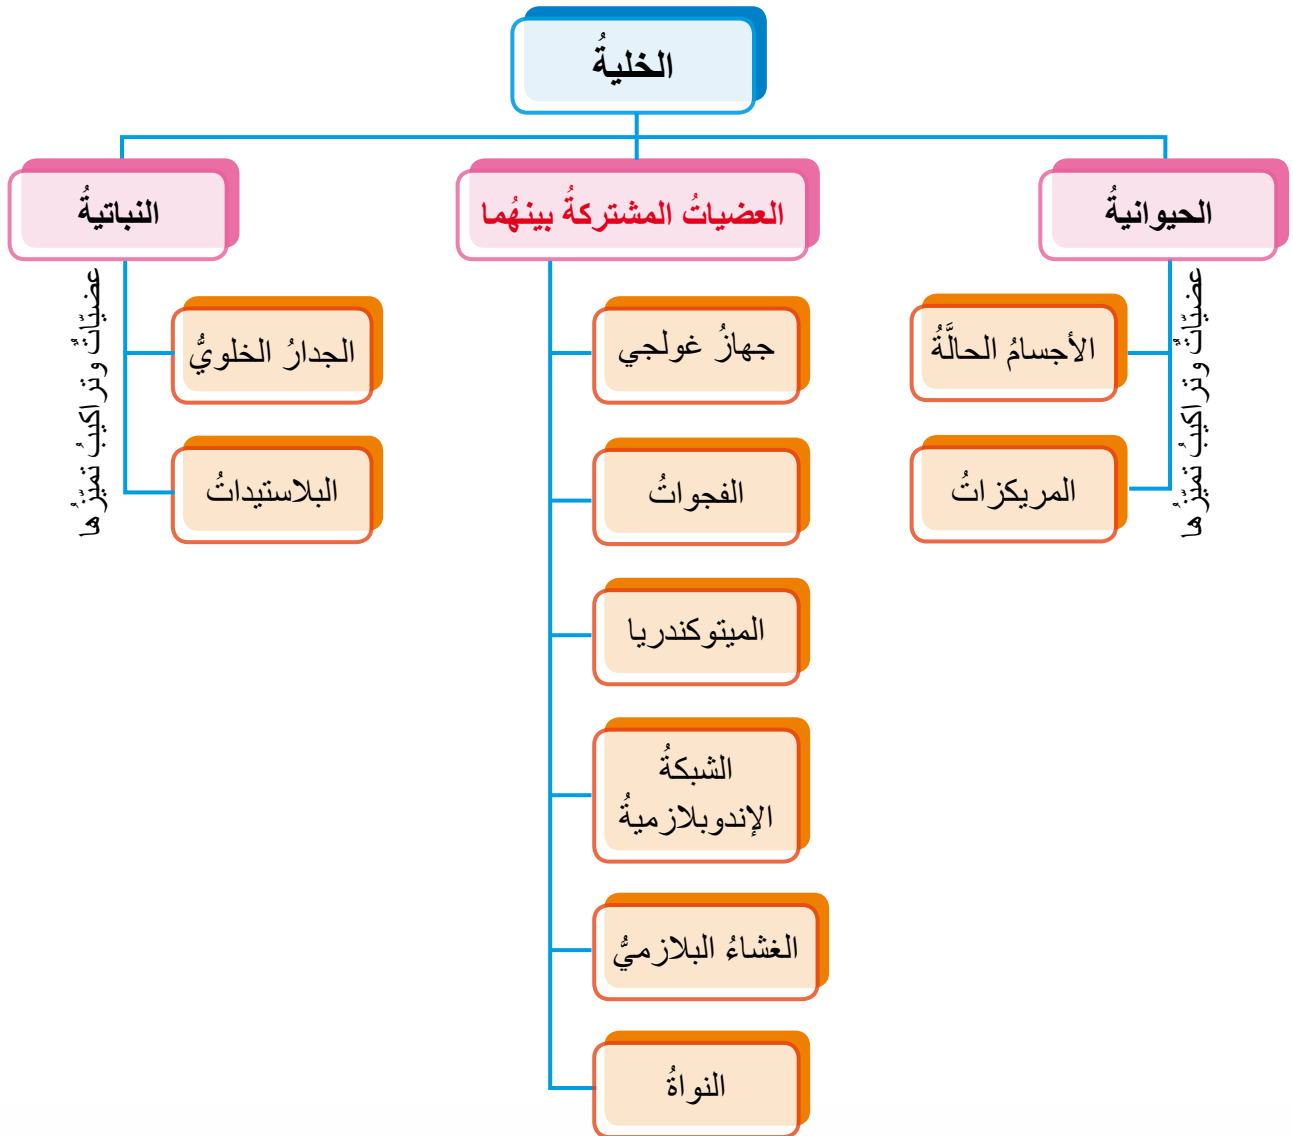 الخليةُ
الحيوانيةُ
عضيّاتٌ وتراكيبُ تميّزُها
الأجسامُ الحالَّةُ
المريكزاتُ
العضياتُ المشتركةُ بينهُما
جهازُ غولجي
الفجواتُ
الميتوكندريا
الشبكةُ
الإندوبلازميةُ
الغشاءُ البلازميُّ
النواةُ
النباتيةُ
عضيّاتٌ وتراكيبُ تميّزُها
الجدارُ الخلويُّ
البلاستيداتُ